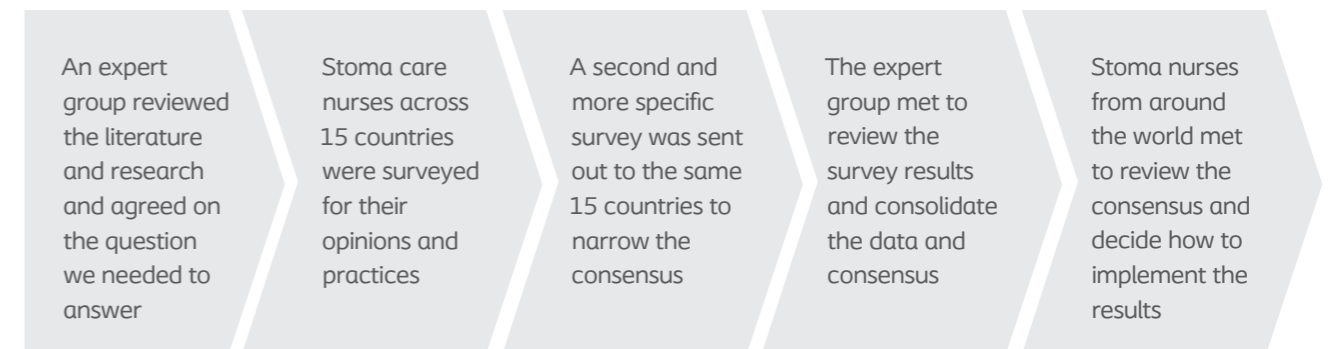 An expert
group reviewed
the literature
and research
and agreed on
the question
we needed to
answer
Stoma care
nurses across
15 countries
were surveyed
for their
opinions and
practices
A second and
more specific
survey was sent
out to the same
15 countries to
narrow the
consensus
The expert
group met to
review the
survey results
and consolidate
the data and
consensus
Stoma nurses
from around
the world met
to review the
consensus and
decide how to
implement the
results